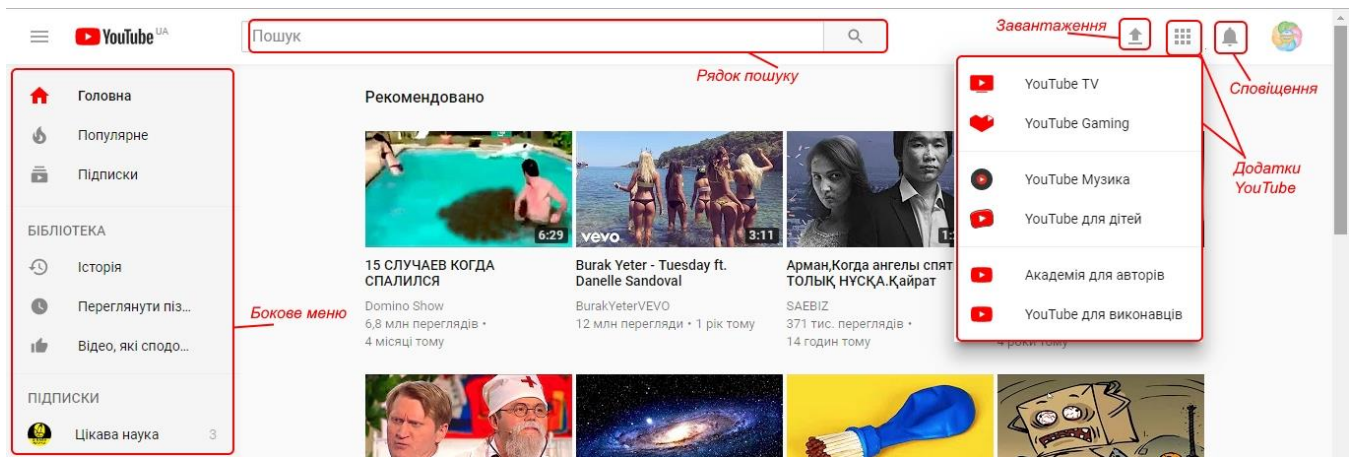 YouTube UA
Пошук
Завантаження
Рядок пошуку
Сповіщення
Головна
Популярне
Підписки
БІБЛІОТЕКА
Історія
Переглянути піз...
Відео, які сподо...
ПІДПИСКИ
Цікава наука 3
Бокове меню
Рекомендовано
6:29
15 СЛУЧАЕВ КОГДА
СПАЛИЛСЯ
Domino Show
6,8 млн переглядів •
4 місяці тому
vevo
3:11
Burak Yeter - Tuesday ft.
Danelle Sandoval
BurakYeterVEVO
12 млн перегляди • 1 рік тому
Арман,Когда ангелы спят
ТОЛЫҚ НҰСҚА.Қайрат
SAEBIZ
371 тис. переглядів •
14 годин тому
4 роки тому
YouTube TV
YouTube Gaming
YouTube Музика
YouTube для дітей
Академія для авторів
YouTube для виконавців
Додатки
YouTube